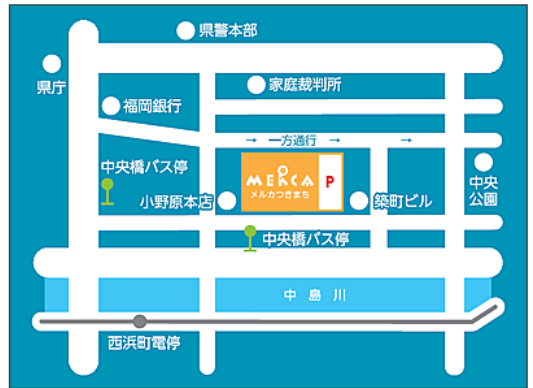 県警本部
県庁
家庭裁判所
福岡銀行
→ 一方通行 → →
中央橋バス停
MERCA
メルカつきまち
P
小野原本店
築町ビル
中央
公園
中央橋バス停
中島川
西浜町電停